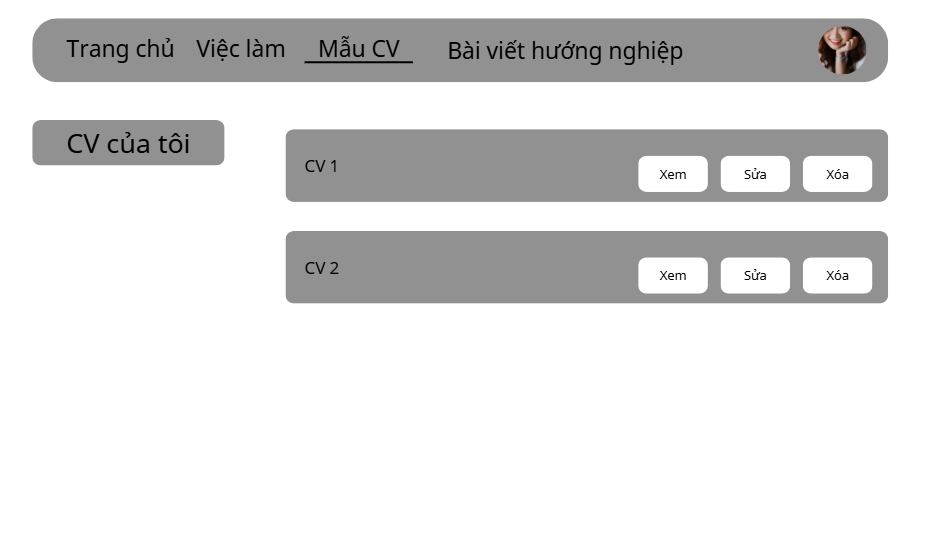 Trang chủ Việc làm Mẫu CV Bài viết hướng nghiệp
CV của tôi
CV 1 Xem Sửa Xóa
CV 2 Xem Sửa Xóa